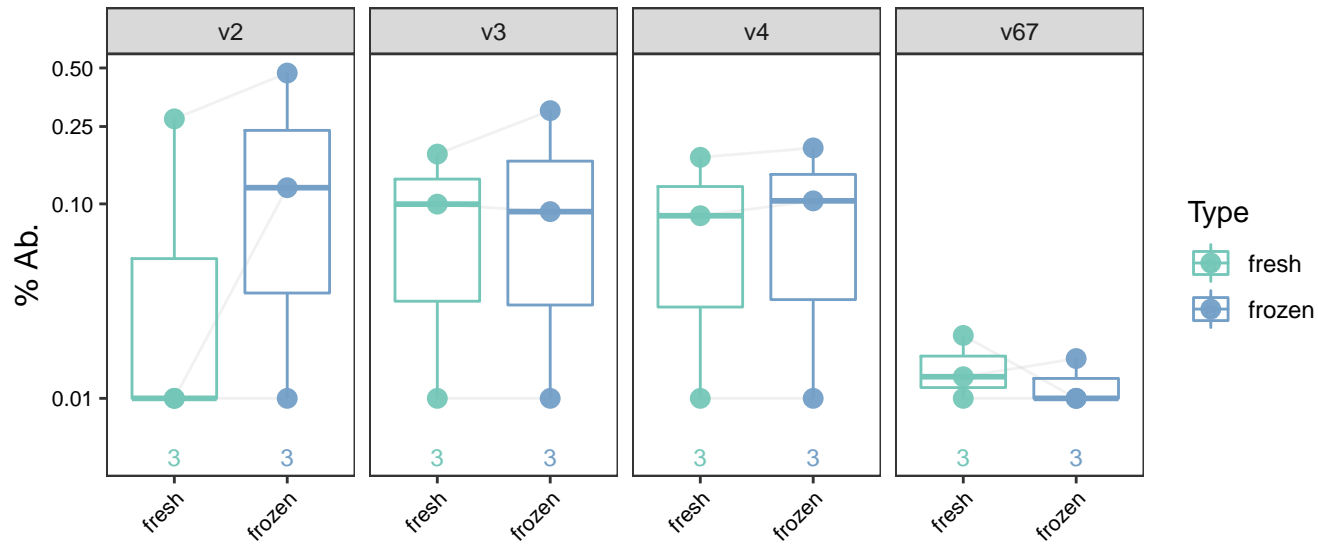 v2 v3 v4 v67
0.50
0.25
0.10
0.01
% Ab.
3 3 3 3 3 3 3 3
fresh frozen fresh frozen fresh frozen fresh frozen
Type
fresh
frozen